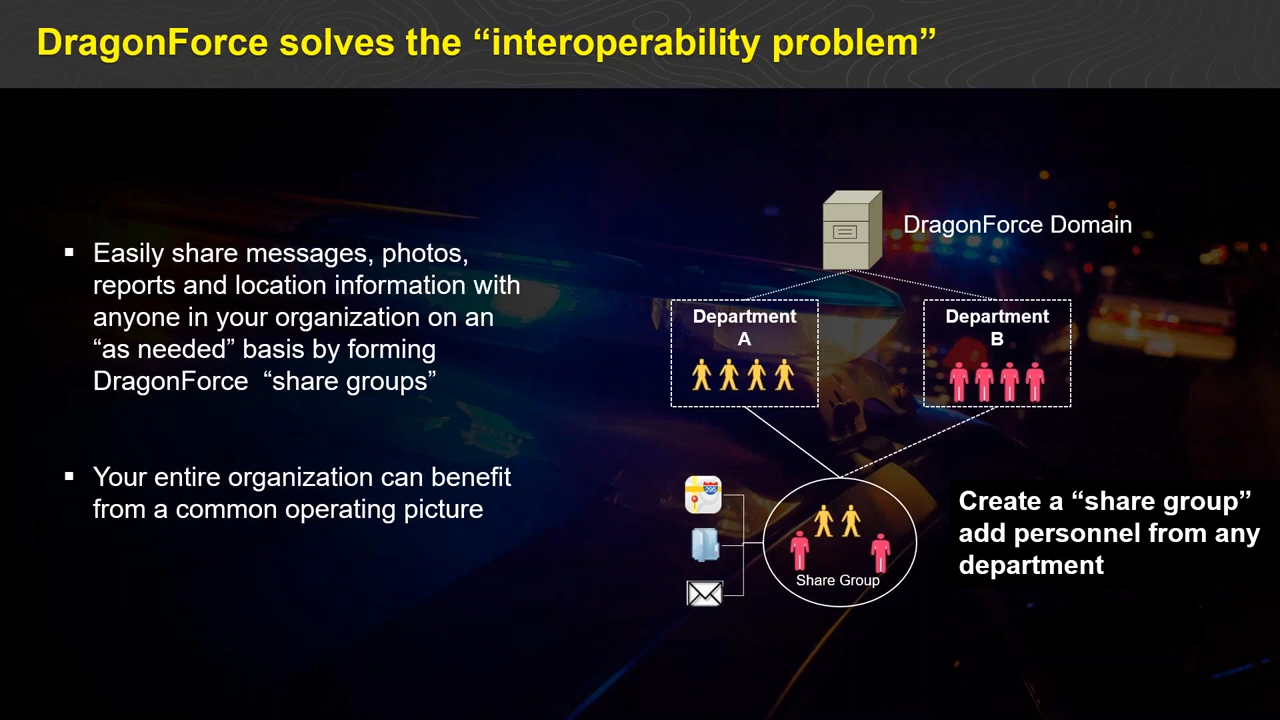 DragonForce solves the “interoperability problem”
▪ Easily share messages, photos,
reports and location information with
anyone in your organization on an
“as needed” basis by forming
DragonForce  “share groups”
▪ Your entire organization can benefit
from a common operating picture
DragonForce Domain
Department
A
Department
B
Share Group
Create a “share group”
add personnel from any
department